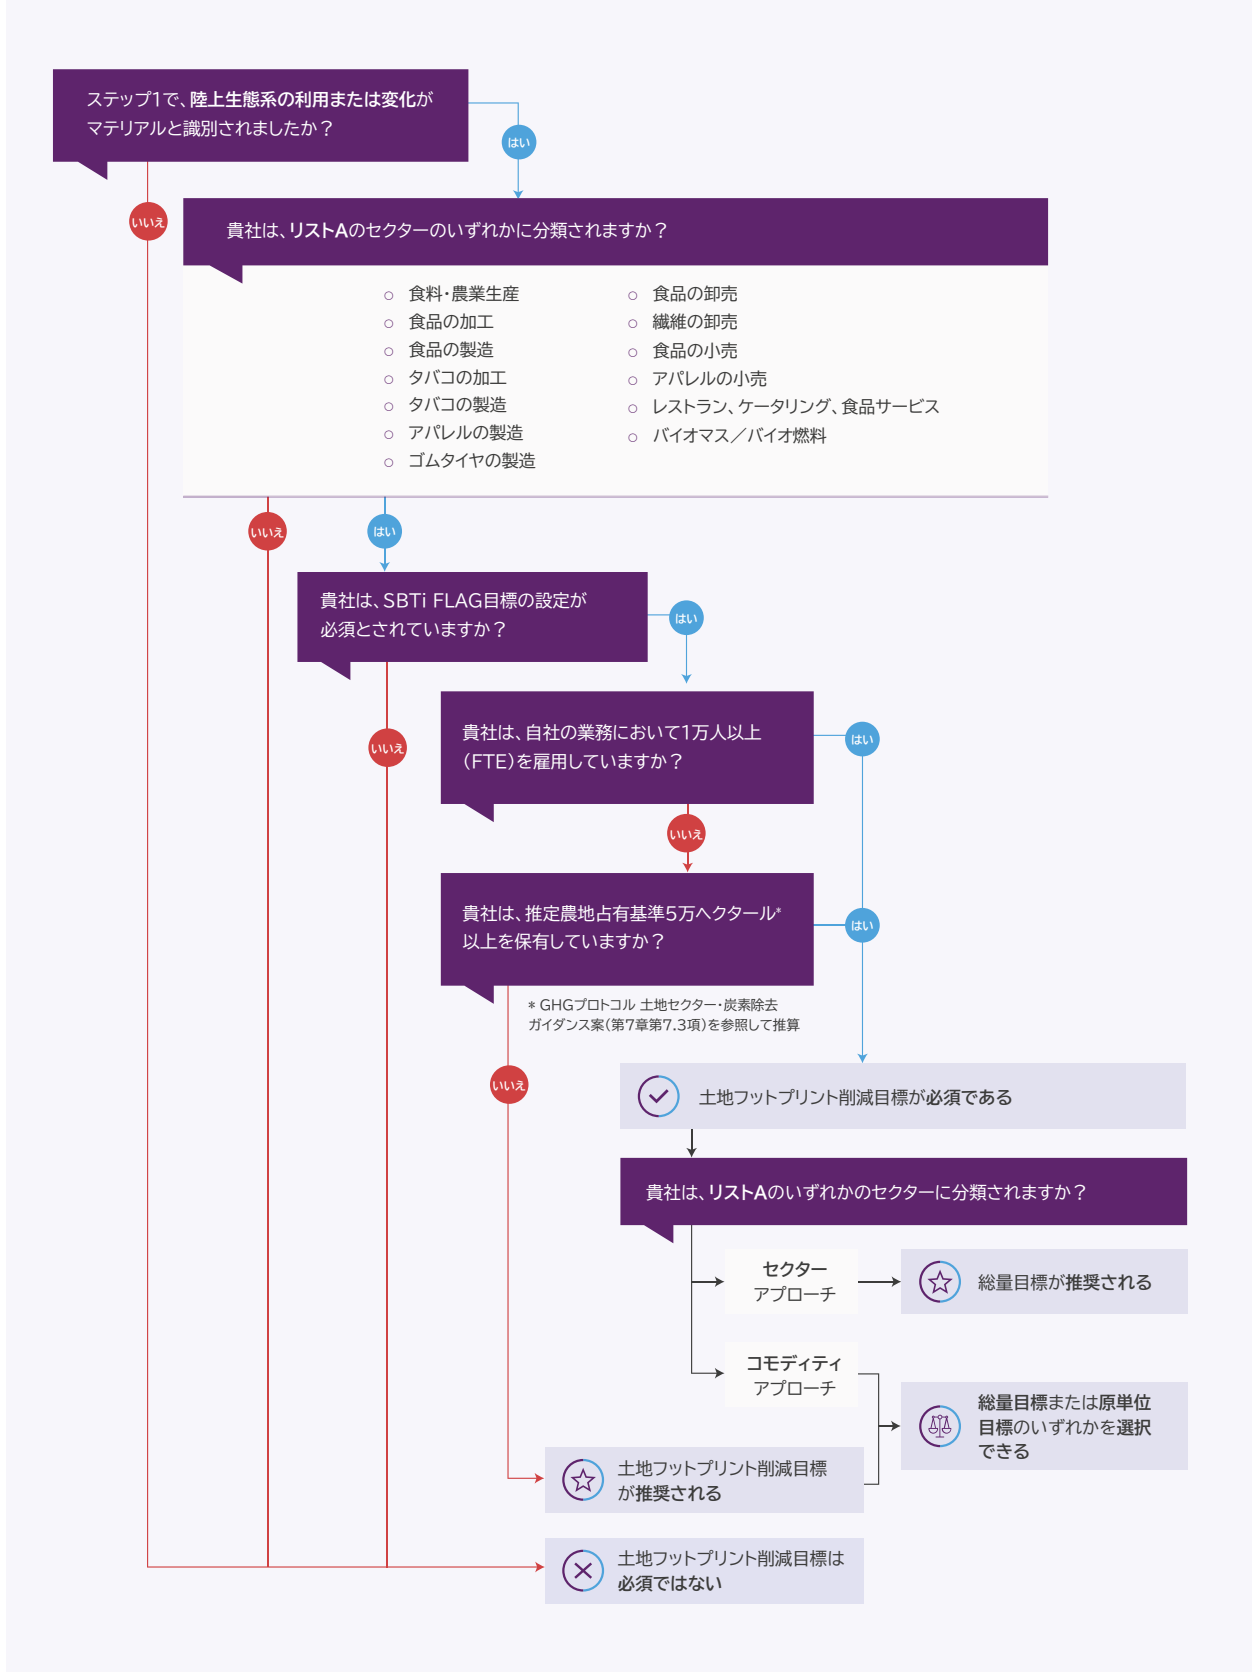 ステップ1で、陸上生態系の利用または変化が
マテリアルと識別されましたか？
はい
いいえ
貴社は、リストAのセクターのいずれかに分類されますか？
○ 食料・農業生産
○ 食品の加工
○ 食品の製造
○ タバコの加工
○ タバコの製造
○ アパレルの製造
○ ゴムタイヤの製造
○ 食品の卸売
○ 繊維の卸売
○ 食品の小売
○ アパレルの小売
○ レストラン、ケータリング、食品サービス
○ バイオマス／バイオ燃料
いいえ
はい
貴社は、SBTi FLAG目標の設定が
必須とされていますか？
はい
いいえ
貴社は、自社の業務において1万人以上
（FTE）を雇用していますか？
はい
いいえ
貴社は、推定農地占有基準5万ヘクタール*
以上を保有していますか？
はい
* GHGプロトコル 土地セクター・炭素除去
ガイダンス案（第7章第7.3項）を参照して推算
いいえ
土地フットプリント削減目標が必須である
貴社は、リストAのいずれかのセクターに分類されますか？
セクター
アプローチ
総量目標が推奨される
コモディティ
アプローチ
総量目標または原単位
目標のいずれかを選択
できる
土地フットプリント削減目標
が推奨される
土地フットプリント削減目標は
必須ではない